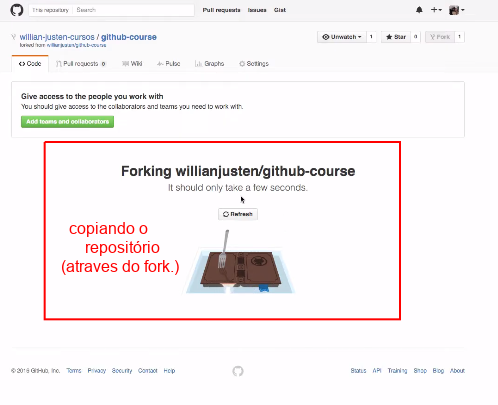 This repository Search Pull requests Issues Gist
willian-justen-cursos / github-course Unwatch 1 Star 0 Fork 1
forked from willianjusten/github-course
Code Pull requests 0 Wiki Pulse Graphs Settings
Give access to the people you work with
You should give access to the collaborators and teams you need to work with.
Add teams and collaborators
Forking willianjusten/github-course
It should only take a few seconds.
Refresh
copiando o
repositório
(atraves do fork.)
© 2015 GitHub, Inc. Terms Privacy Security Contact Help Status API Training Shop Blog About